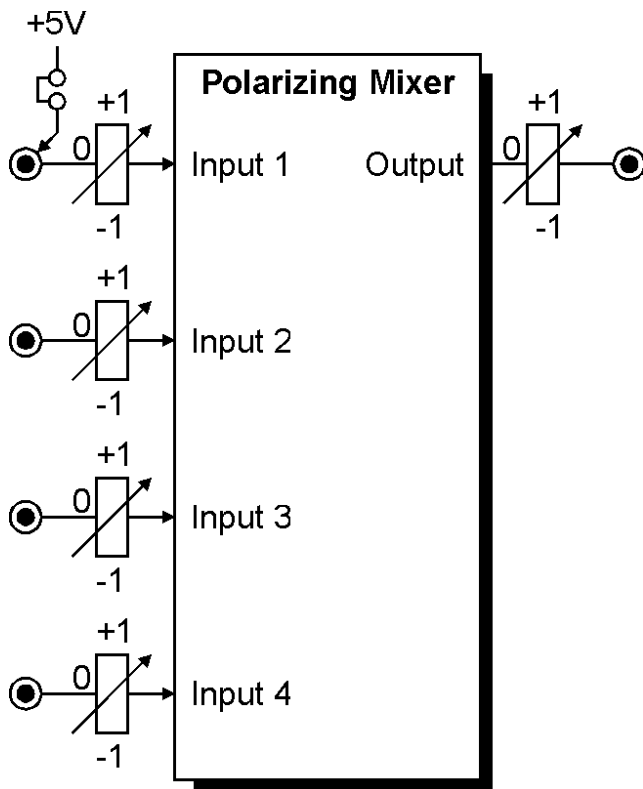 +5V
Polarizing Mixer
+1
0
-1
Input 1
Output
+1
0
-1
+1
0
-1
Input 2
+1
0
-1
Input 3
+1
0
-1
Input 4